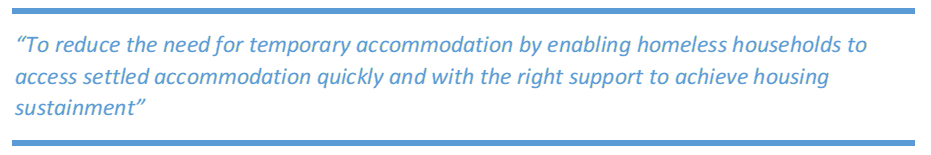 “To reduce the need for temporary accommodation by enabling homeless households to
access settled accommodation quickly and with the right support to achieve housing
sustainment”